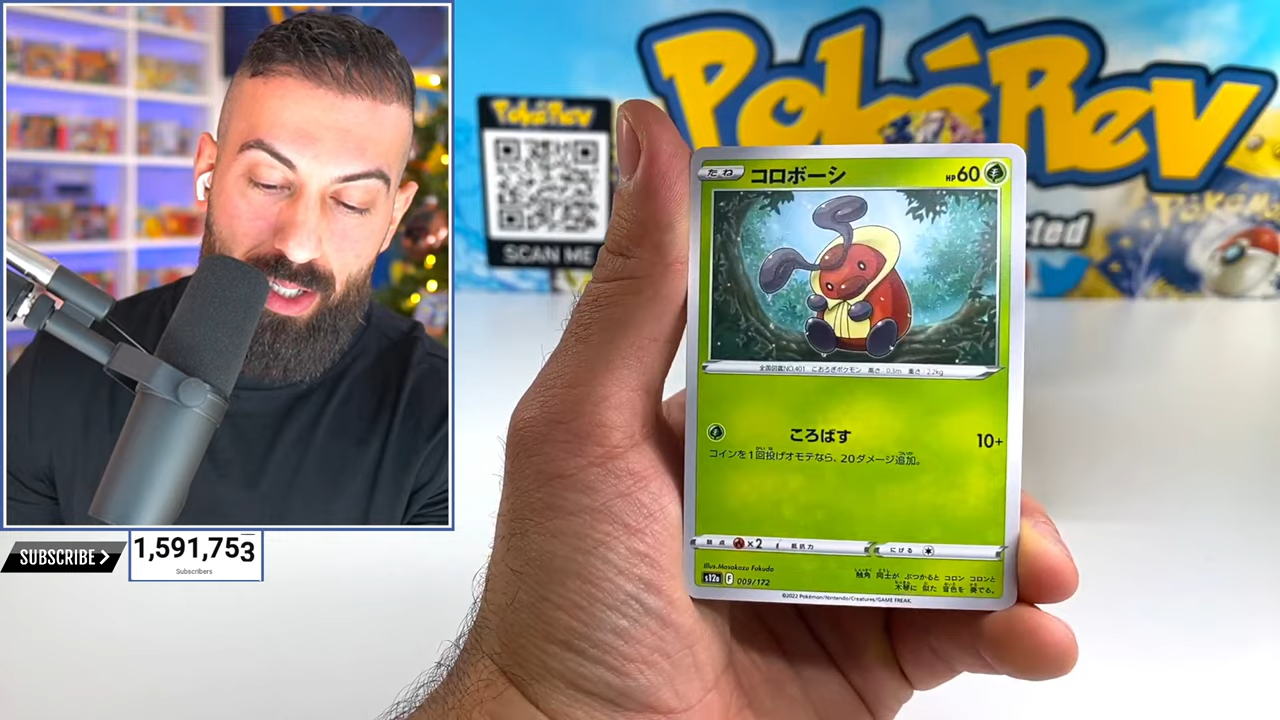 PokéRev
SCAN ME
PokéRev
たね
コロボーシ
HP60
全国図鑑NO.401 こおろぎポケモン 高さ:0.3m 重さ:2.2kg
ころばす
10+
コインを1回投げオモテなら、20ダメージ追加。
弱点 ×2
抵抗力
にげる
Illus.Masakazu Fukuda
触角 同士が ぶつかると コロン コロンと
木琴に 似た 音色を 奏でる。
s12a F 009/172
©2022 Pokémon/Nintendo/Creatures/GAME FREAK.
SUBSCRIBE
1,591,753
Subscribers